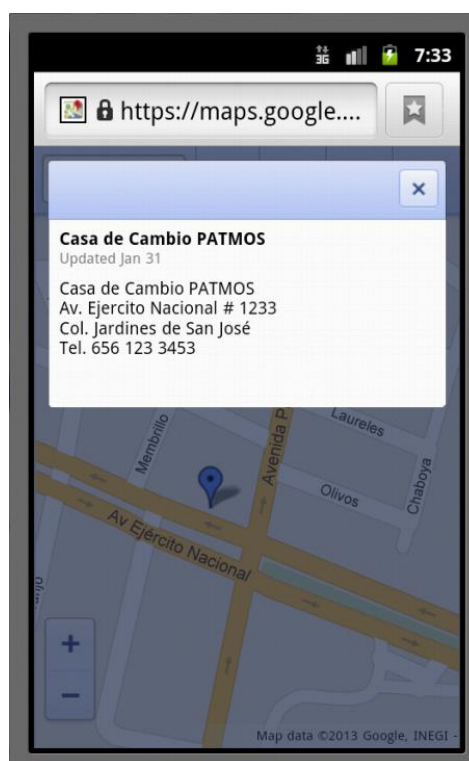 3G 7:33
https://maps.google....
×
Casa de Cambio PATMOS
Updated Jan 31
Casa de Cambio PATMOS
Av. Ejercito Nacional # 1233
Col. Jardines de San José
Tel. 656 123 3453
Laureles
Membrillo
Avenida P
Chaboya
Olivos
Av Ejército Nacional
+
−
Map data ©2013 Google, INEGI -